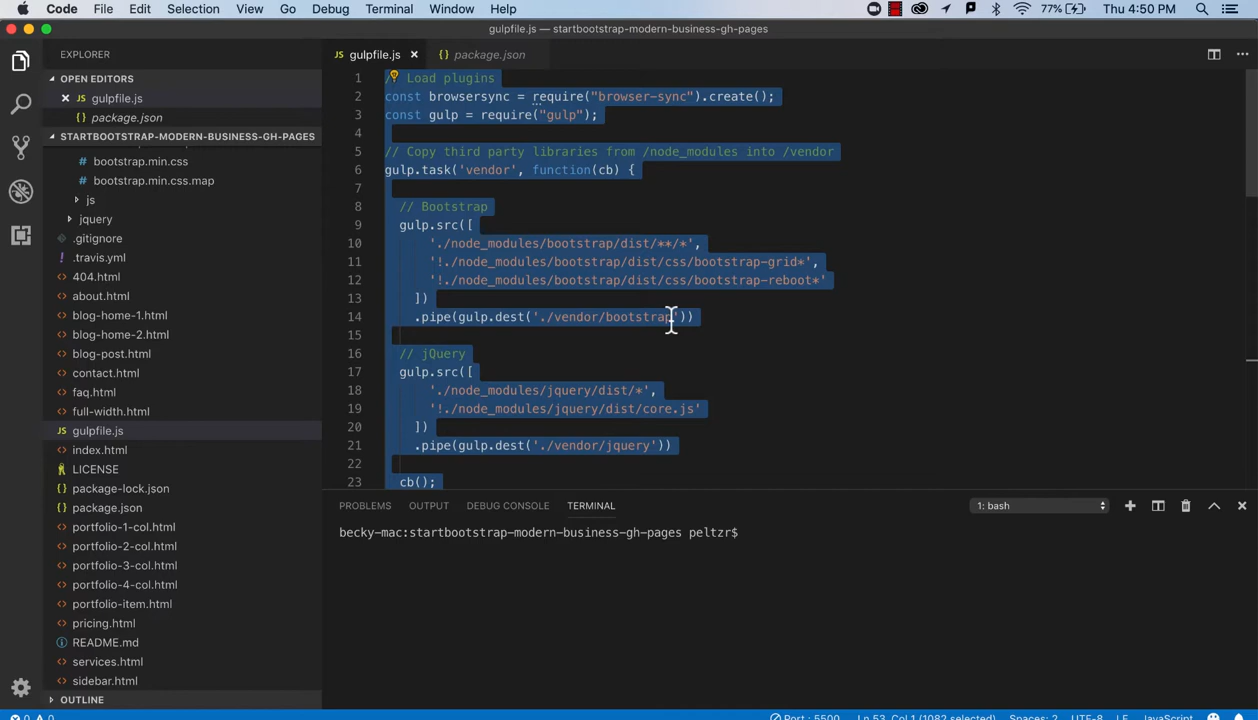 Code File Edit Selection View Go Debug Terminal Window Help 77% Thu 4:50 PM
gulpfile.js — startbootstrap-modern-business-gh-pages
EXPLORER
OPEN EDITORS
gulpfile.js
package.json
STARTBOOTSTRAP-MODERN-BUSINESS-GH-PAGES
bootstrap.min.css
bootstrap.min.css.map
js
jquery
.gitignore
.travis.yml
404.html
about.html
blog-home-1.html
blog-home-2.html
blog-post.html
contact.html
faq.html
full-width.html
gulpfile.js
index.html
LICENSE
package-lock.json
package.json
portfolio-1-col.html
portfolio-2-col.html
portfolio-3-col.html
portfolio-4-col.html
portfolio-item.html
pricing.html
README.md
services.html
sidebar.html
OUTLINE
JS gulpfile.js {} package.json
1 // Load plugins
2 const browsersync = require("browser-sync").create();
3 const gulp = require("gulp");
4
5 // Copy third party libraries from /node_modules into /vendor
6 gulp.task('vendor', function(cb) {
7
8 // Bootstrap
9 gulp.src([
10 './node_modules/bootstrap/dist/**/*',
11 '!./node_modules/bootstrap/dist/css/bootstrap-grid*',
12 '!./node_modules/bootstrap/dist/css/bootstrap-reboot*'
13 ])
14 .pipe(gulp.dest('./vendor/bootstrap'))
15
16 // jQuery
17 gulp.src([
18 './node_modules/jquery/dist/*',
19 '!./node_modules/jquery/dist/core.js'
20 ])
21 .pipe(gulp.dest('./vendor/jquery'))
22
23 cb();
PROBLEMS OUTPUT DEBUG CONSOLE TERMINAL 1: bash
becky-mac:startbootstrap-modern-business-gh-pages peltzr$
0 0 Port : 5500 Ln 53, Col 1 (1082 selected) Spaces: 2 UTF-8 LF JavaScript